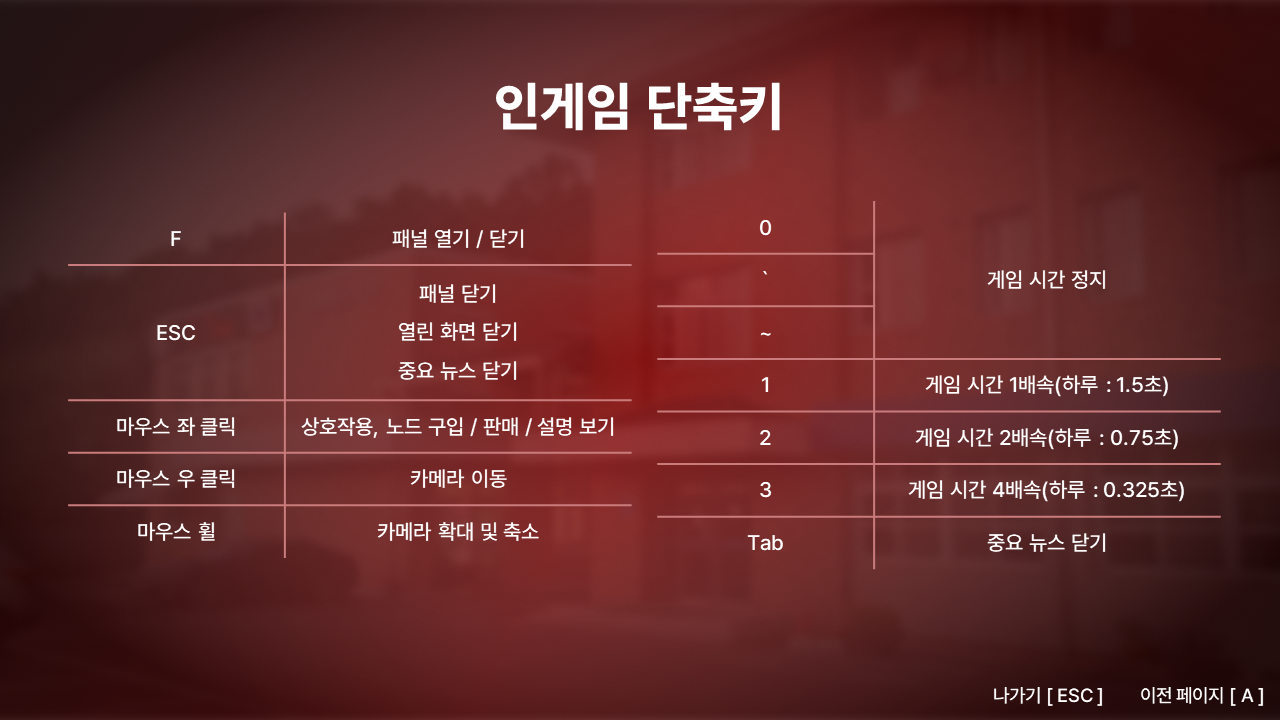 인게임 단축키
F
패널 열기 / 닫기
ESC
패널 닫기
열린 화면 닫기
중요 뉴스 닫기
마우스 좌 클릭
상호작용, 노드 구입 / 판매 / 설명 보기
마우스 우 클릭
카메라 이동
마우스 휠
카메라 확대 및 축소
0
`
~
게임 시간 정지
1
게임 시간 1배속(하루 : 1.5초)
2
게임 시간 2배속(하루 : 0.75초)
3
게임 시간 4배속(하루 : 0.325초)
Tab
중요 뉴스 닫기
나가기 [ ESC ]
이전 페이지 [ A ]